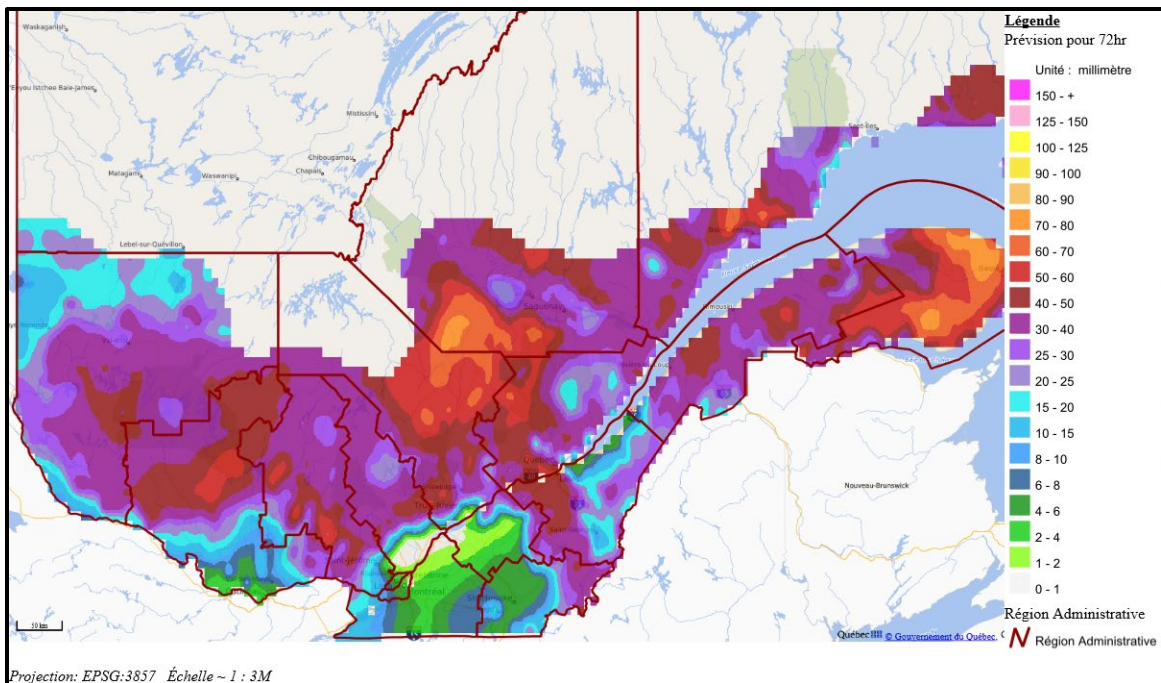 Waskaganish
Eeyou Istchee Baie-James
Mistissini
Matagami
Waswanipi
Chibougamau
Chapais
Lebel-sur-Quévillon
Sept-Îles
Saguenay
Rimouski
Québec
Montréal
Nouveau-Brunswick
50 km
Légende
Prévision pour 72hr
Unité : millimètre
150 - +
125 - 150
100 - 125
90 - 100
80 - 90
70 - 80
60 - 70
50 - 60
40 - 50
30 - 40
25 - 30
20 - 25
15 - 20
10 - 15
8 - 10
6 - 8
4 - 6
2 - 4
1 - 2
0 - 1
Région Administrative
Région Administrative
Québec © Gouvernement du Québec,
Projection: EPSG:3857 Échelle ~ 1 : 3M